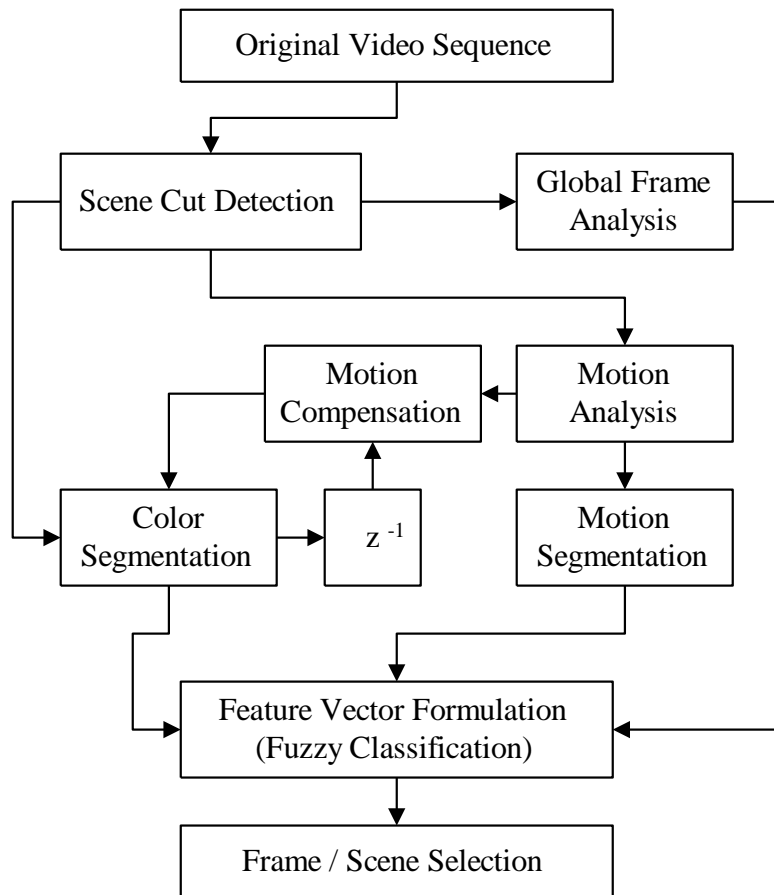 Original Video Sequence
Scene Cut Detection
Global Frame
Analysis
Motion
Compensation
Motion
Analysis
Color
Segmentation
z -1
Motion
Segmentation
Feature Vector Formulation
(Fuzzy Classification)
Frame / Scene Selection